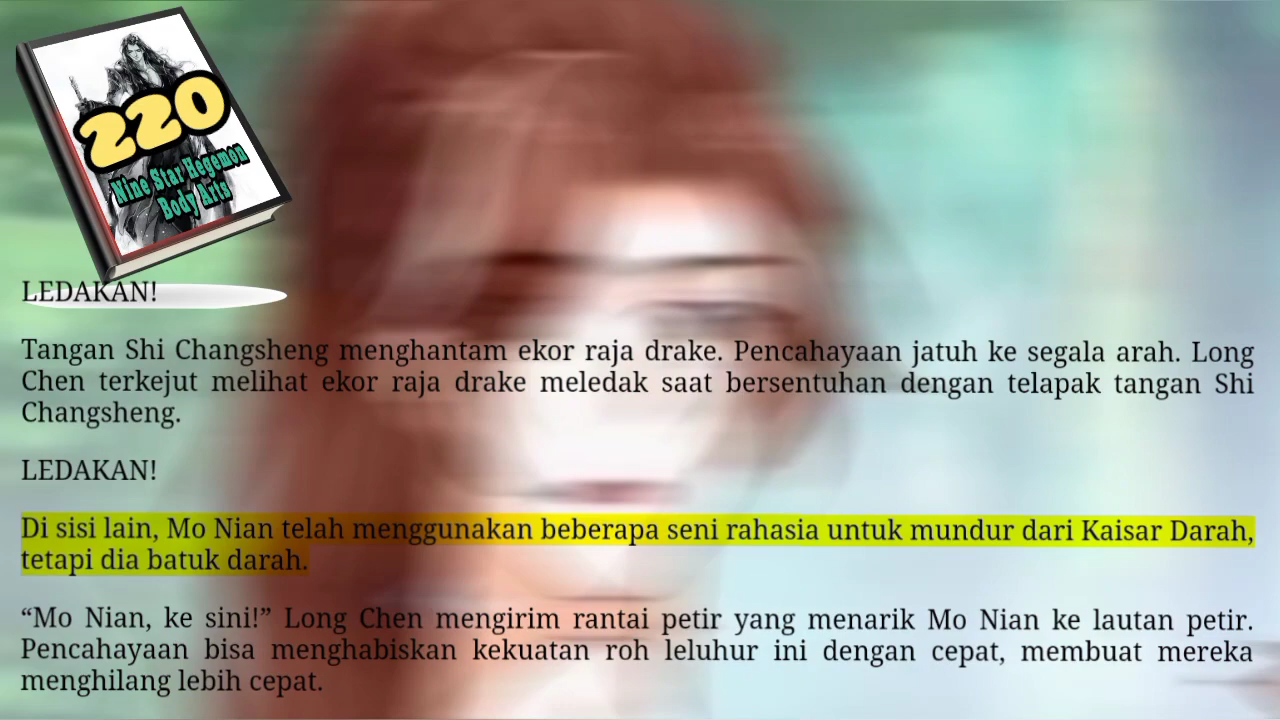 220
Nine Star Hegemon
Body Arts
LEDAKAN!
Tangan Shi Changsheng menghantam ekor raja drake. Pencahayaan jatuh ke segala arah. Long
Chen terkejut melihat ekor raja drake meledak saat bersentuhan dengan telapak tangan Shi
Changsheng.
LEDAKAN!
Di sisi lain, Mo Nian telah menggunakan beberapa seni rahasia untuk mundur dari Kaisar Darah,
tetapi dia batuk darah.
“Mo Nian, ke sini!” Long Chen mengirim rantai petir yang menarik Mo Nian ke lautan petir.
Pencahayaan bisa menghabiskan kekuatan roh leluhur ini dengan cepat, membuat mereka
menghilang lebih cepat.